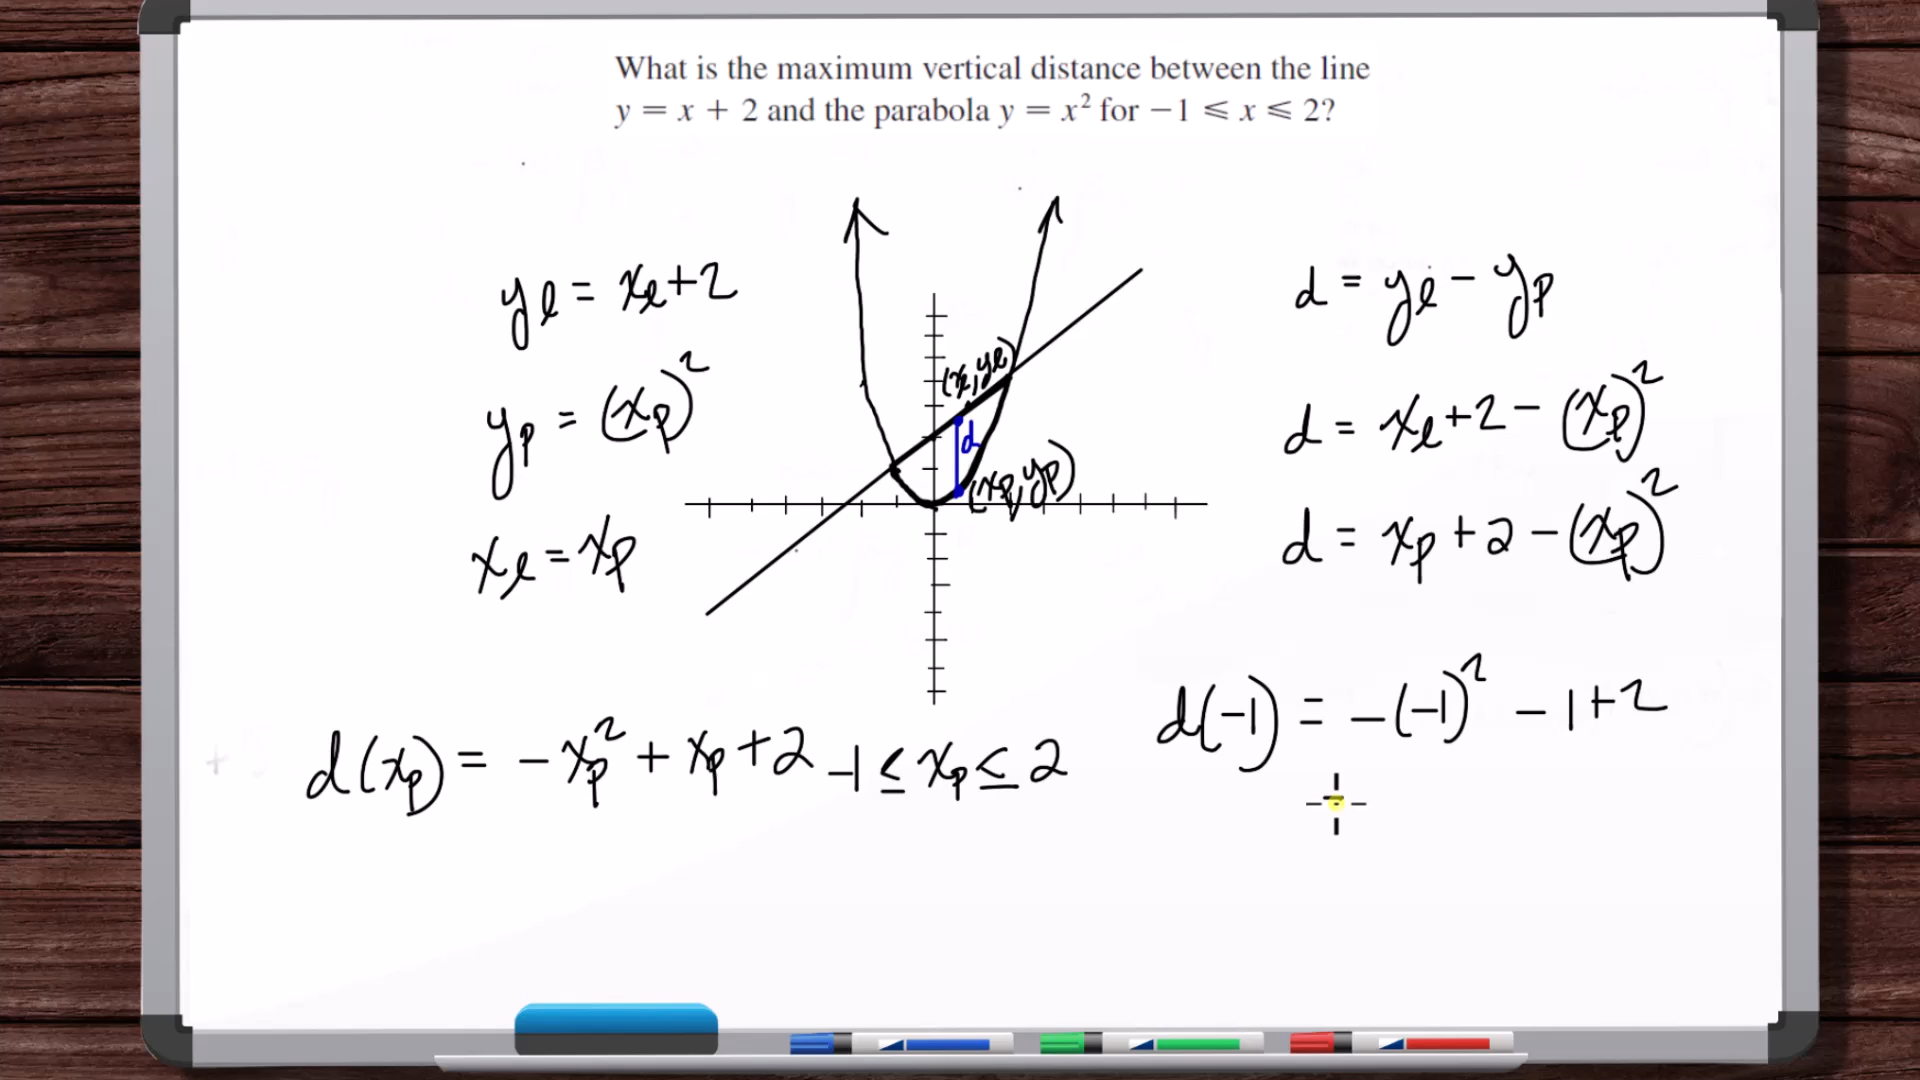 What is the maximum vertical distance between the line
y = x + 2 and the parabola y = x² for −1 ⩽ x ⩽ 2?
yℓ = xℓ+2
yp = (xp)²
xℓ = xp
(xℓ, yℓ)
d
(xp, yp)
d = yℓ - yp
d = xℓ+2 - (xp)²
d = xp+2 - (xp)²
d(xp) = -xp² + xp+2 -1 ≤ xp ≤ 2
d(-1) = -(-1)² - 1+2